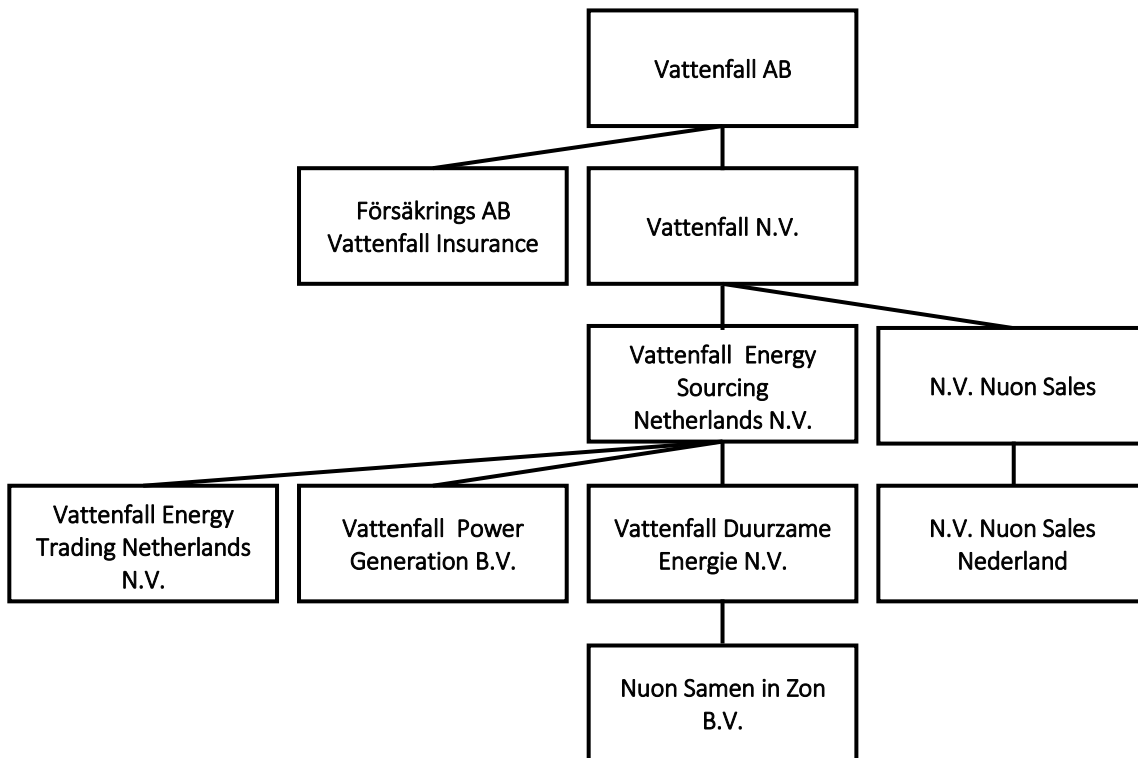 Vattenfall AB
Försäkrings AB
Vattenfall Insurance
Vattenfall N.V.
Vattenfall Energy
Sourcing
Netherlands N.V.
N.V. Nuon Sales
Vattenfall Energy
Trading Netherlands
N.V.
Vattenfall Power
Generation B.V.
Vattenfall Duurzame
Energie N.V.
N.V. Nuon Sales
Nederland
Nuon Samen in Zon
B.V.